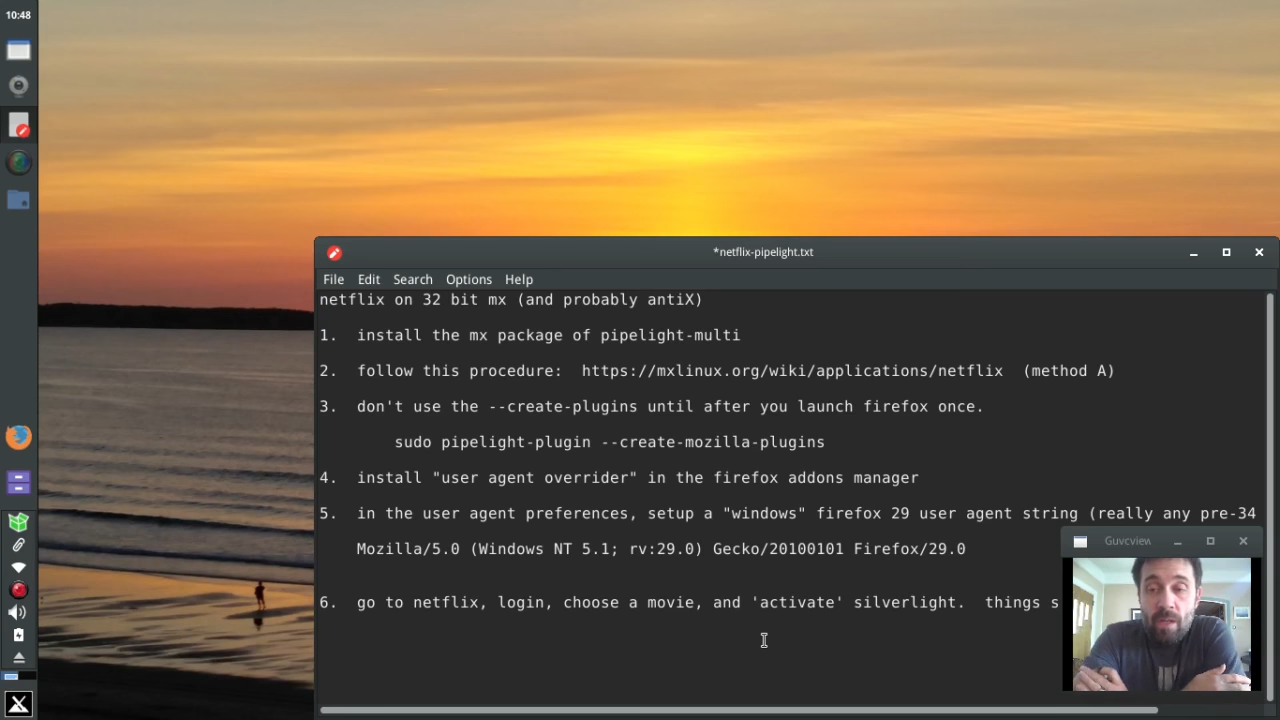 10:48
*netflix-pipelight.txt
File Edit Search Options Help
netflix on 32 bit mx (and probably antiX)
1. install the mx package of pipelight-multi
2. follow this procedure: https://mxlinux.org/wiki/applications/netflix (method A)
3. don't use the --create-plugins until after you launch firefox once.
sudo pipelight-plugin --create-mozilla-plugins
4. install "user agent overrider" in the firefox addons manager
5. in the user agent preferences, setup a "windows" firefox 29 user agent string (really any pre-34
Mozilla/5.0 (Windows NT 5.1; rv:29.0) Gecko/20100101 Firefox/29.0
Guvcview
6. go to netflix, login, choose a movie, and 'activate' silverlight. things s